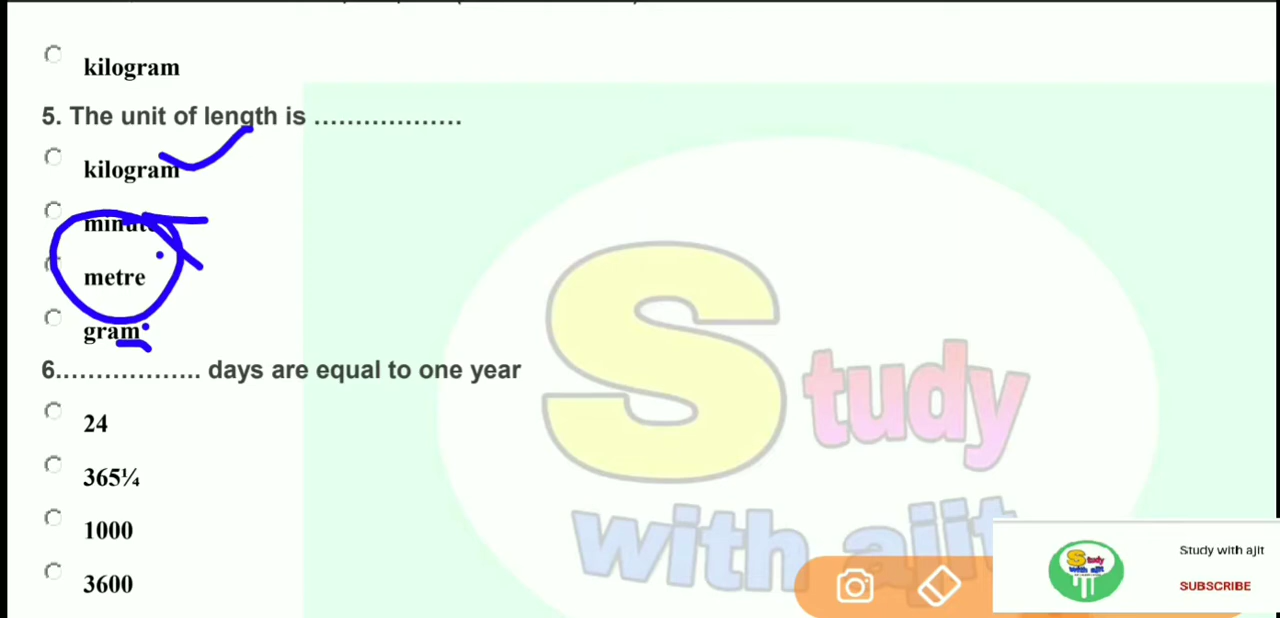 kilogram
5. The unit of length is ..................
kilogram
minute
metre
gram
6.................. days are equal to one year
24
365¼
1000
3600
Study
with ajit
Study with ajit
SUBSCRIBE